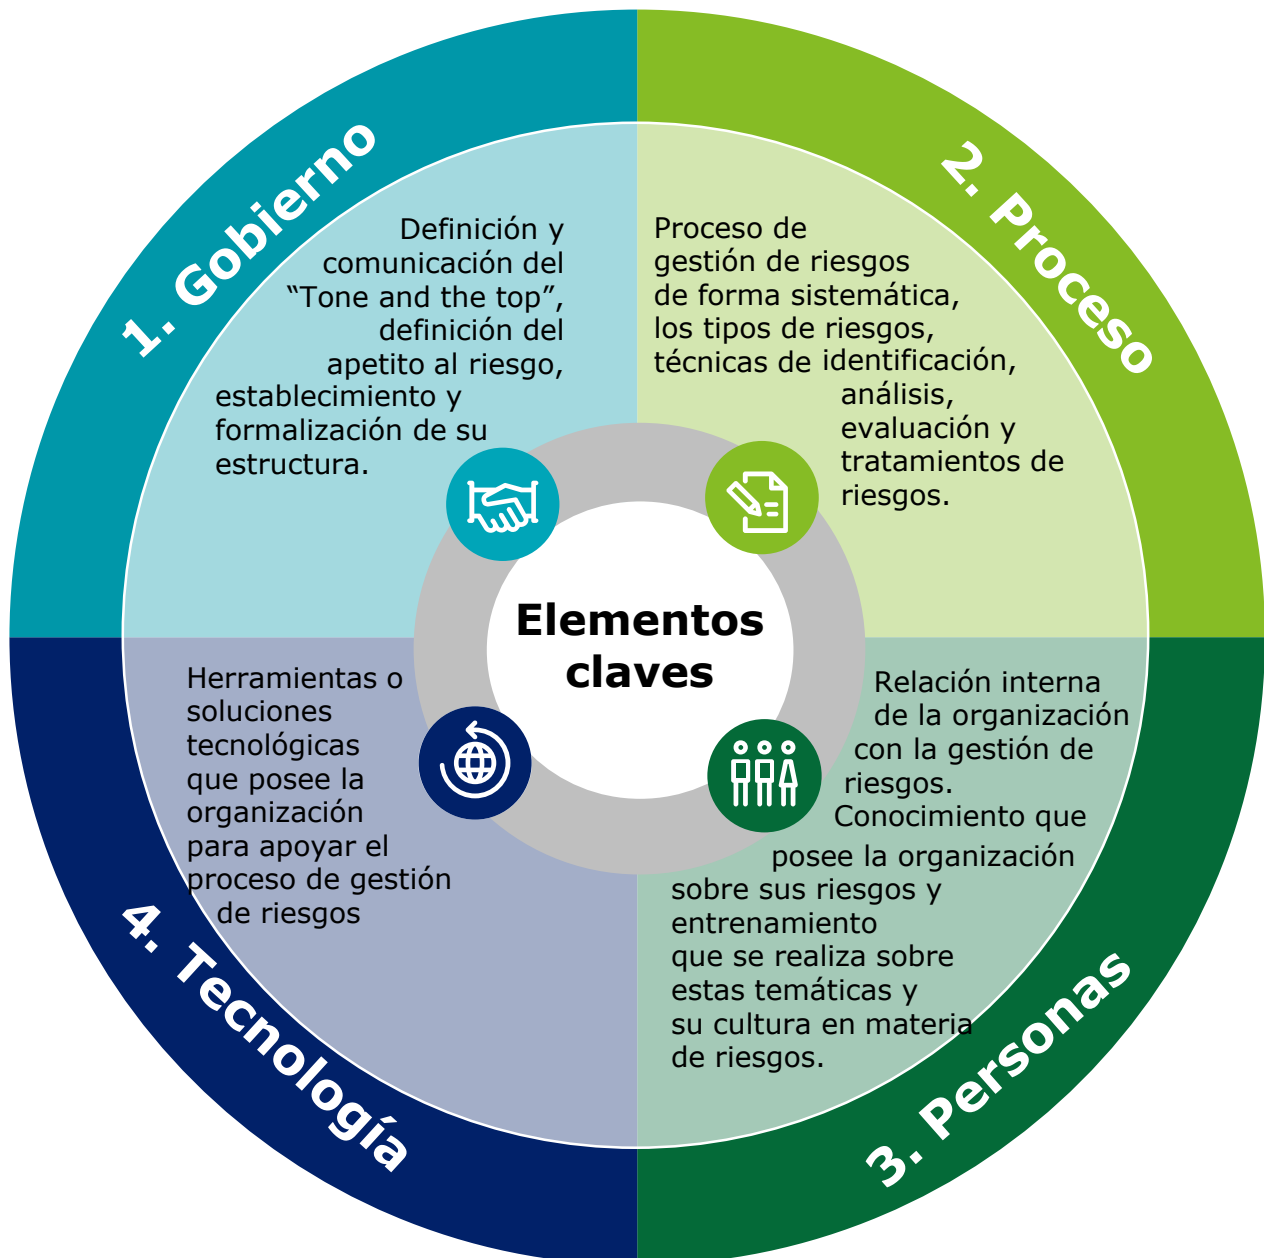 1. Gobierno
Definición y
comunicación del
“Tone and the top”,
definición del
apetito al riesgo,
establecimiento y
formalización de su
estructura.
2. Proceso
Proceso de
gestión de riesgos
de forma sistemática,
los tipos de riesgos,
técnicas de identificación,
análisis,
evaluación y
tratamientos de
riesgos.
Elementos
claves
3. Personas
Relación interna
de la organización
con la gestión de
riesgos.
Conocimiento que
posee la organización
sobre sus riesgos y
entrenamiento
que se realiza sobre
estas temáticas y
su cultura en materia
de riesgos.
4. Tecnología
Herramientas o
soluciones
tecnológicas
que posee la
organización
para apoyar el
proceso de gestión
de riesgos